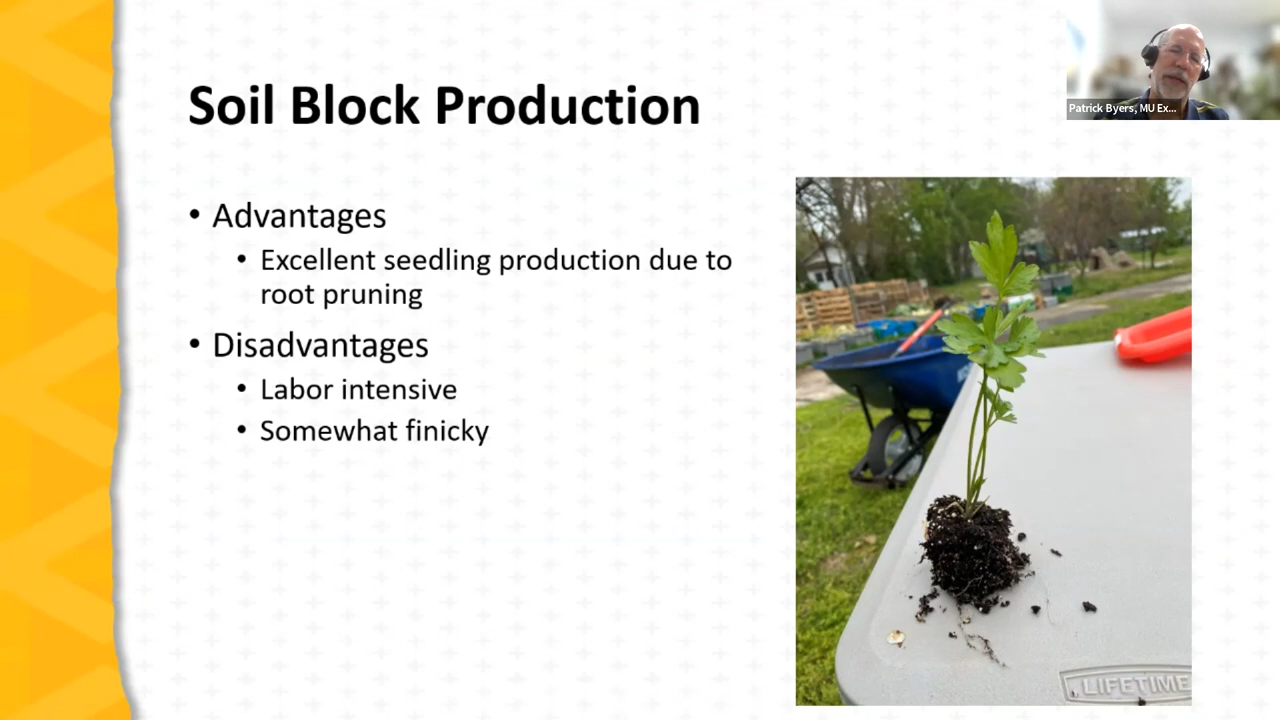 Soil Block Production
Patrick Byers, MU Ex...
• Advantages
• Excellent seedling production due to
root pruning
• Disadvantages
• Labor intensive
• Somewhat finicky
LIFETIME